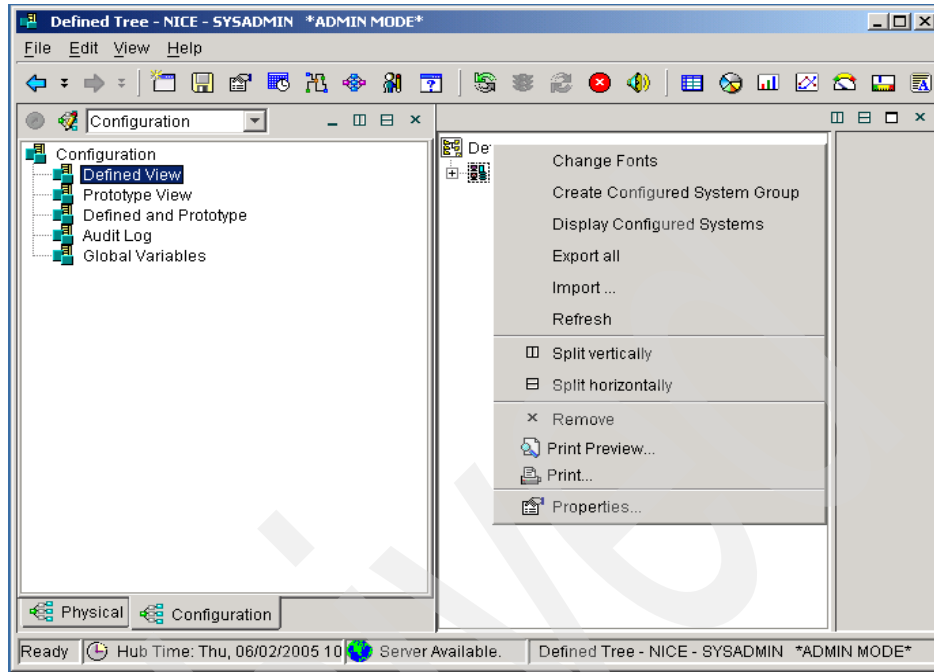 Defined Tree - NICE - SYSADMIN *ADMIN MODE*
File Edit View Help
Configuration
Configuration
Defined View
Prototype View
Defined and Prototype
Audit Log
Global Variables
De
Change Fonts
Create Configured System Group
Display Configured Systems
Export all
Import ...
Refresh
Split vertically
Split horizontally
Remove
Print Preview...
Print...
Properties...
Physical
Configuration
Ready
Hub Time: Thu, 06/02/2005 10
Server Available.
Defined Tree - NICE - SYSADMIN *ADMIN MODE*